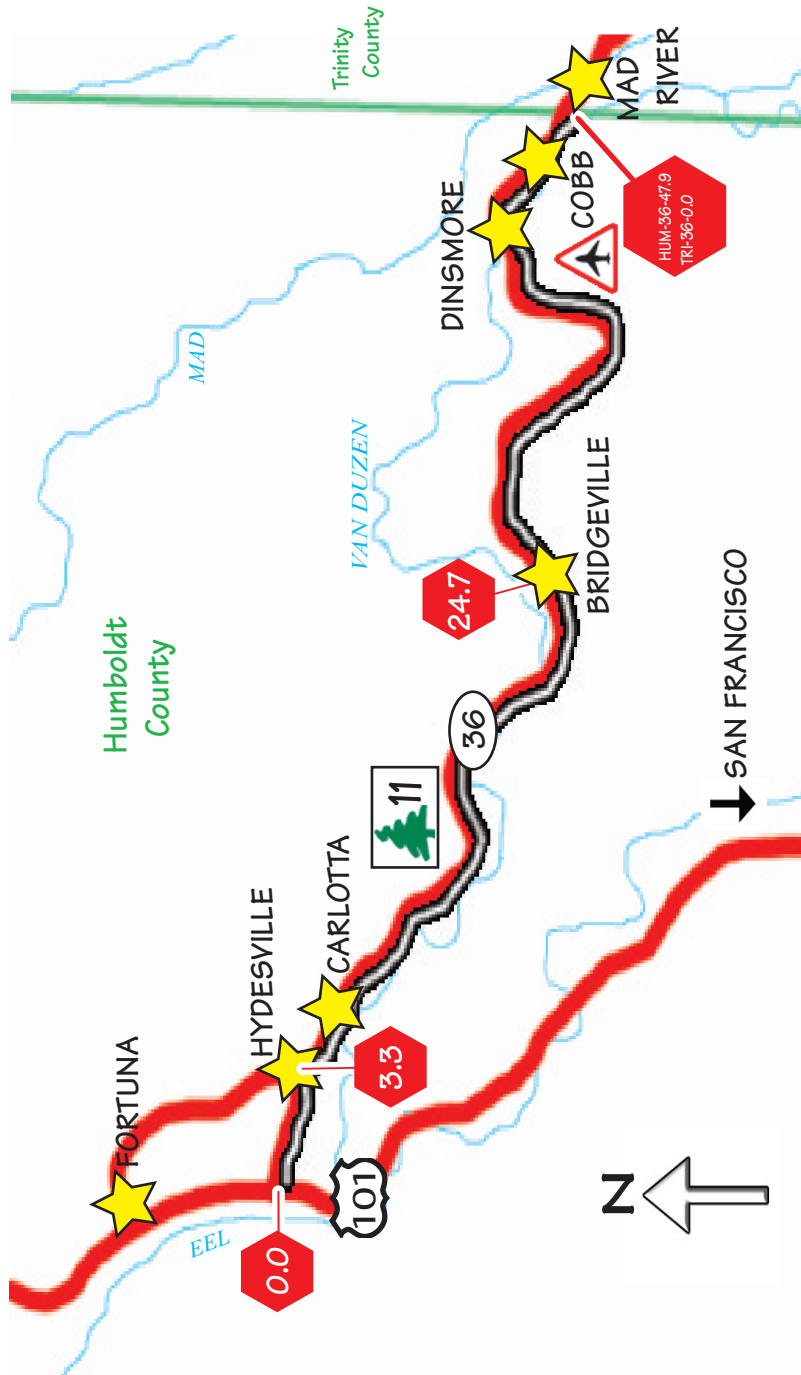 Humboldt
County
Trinity
County
FORTUNA
HYDESVILLE
CARLOTTA
BRIDGEVILLE
DINSMORE
COBB
MAD
RIVER
MAD
VAN DUZEN
EEL
0.0
3.3
24.7
HUM-36-47.9
TRI-36-0.0
11
36
101
SAN FRANCISCO
N